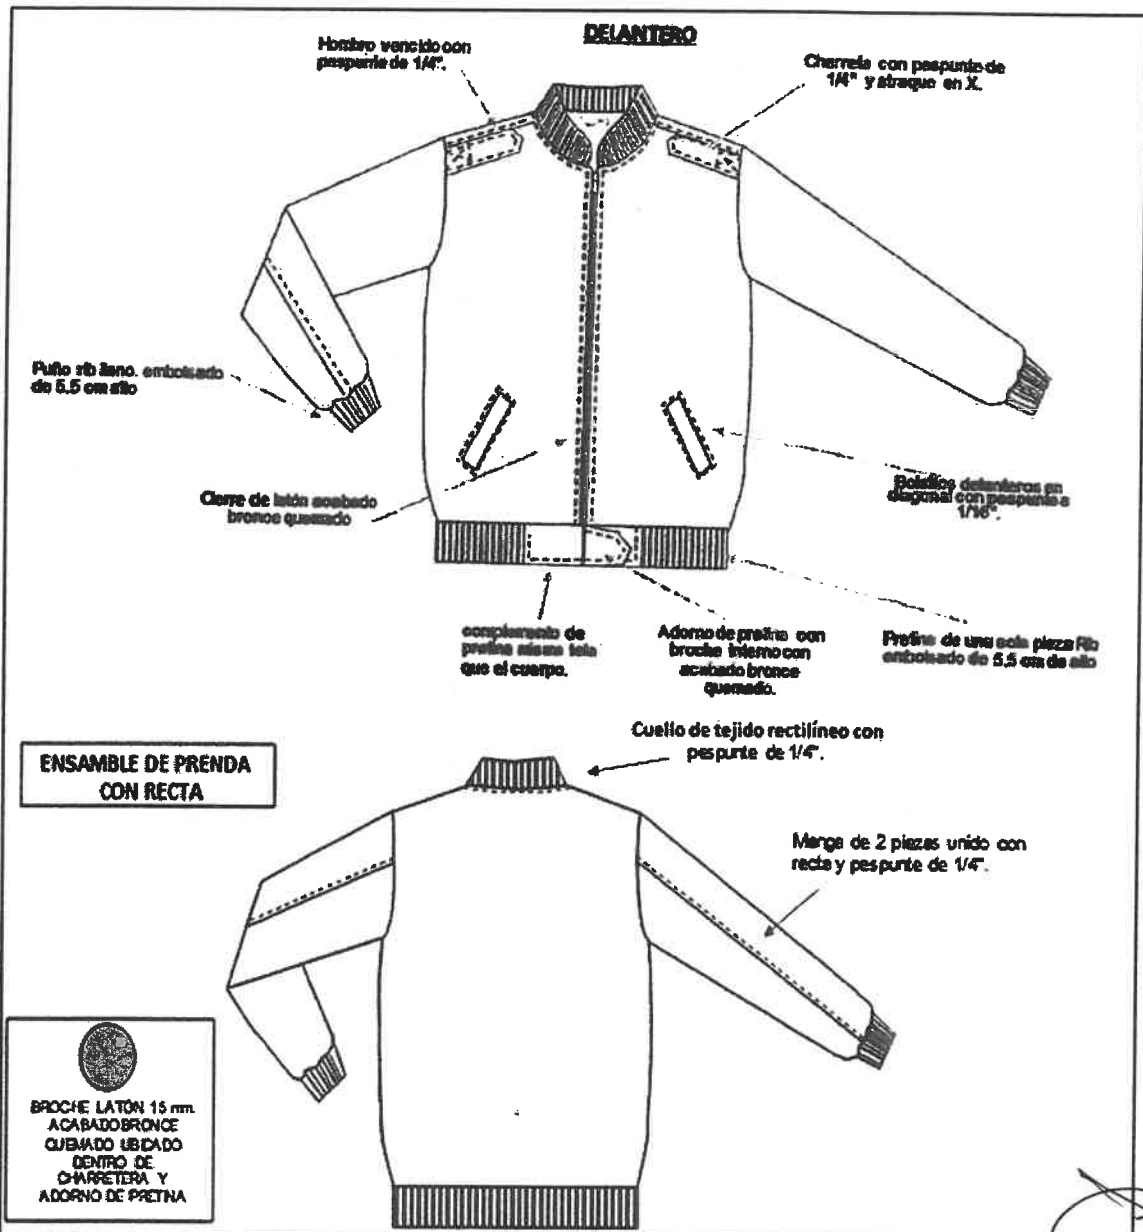 DELANTERO
Hombro vencido con
pespunte de 1/4".
Charreta con pespunte de
1/4" y atraque en X.
Puño rib lleno. embolsado
de 5.5 cm alto
Cierre de latón acabado
bronce quemado
Bolsillos delanteros en
diagonal con pespunte a
1/16".
complemento de
pretina misma tela
que el cuerpo.
Adorno de pretina con
broche interno con
acabado bronce
quemado.
Pretina de una sola pieza Rib
embolsado de 5.5 cm de alto
Cuello de tejido rectilíneo con
pespunte de 1/4".
ENSAMBLE DE PRENDA
CON RECTA
Manga de 2 piezas unido con
recta y pespunte de 1/4".
BROCHE LATÓN 15 mm.
ACABADO BRONCE
QUEMADO UBICADO
DENTRO DE
CHARRETERA Y
ADORNO DE PRETINA